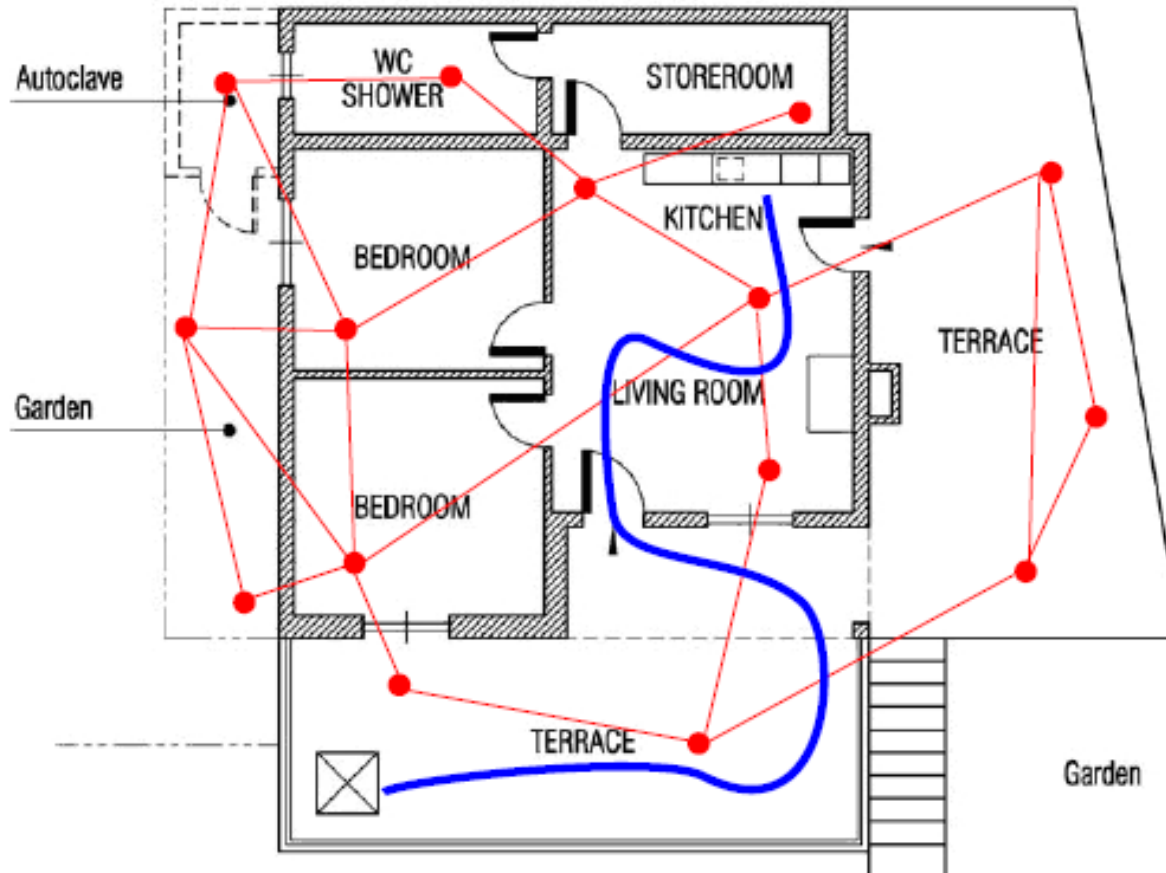 Autoclave
WC
SHOWER
STOREROOM
KITCHEN
BEDROOM
TERRACE
Garden
LIVING ROOM
BEDROOM
TERRACE
Garden